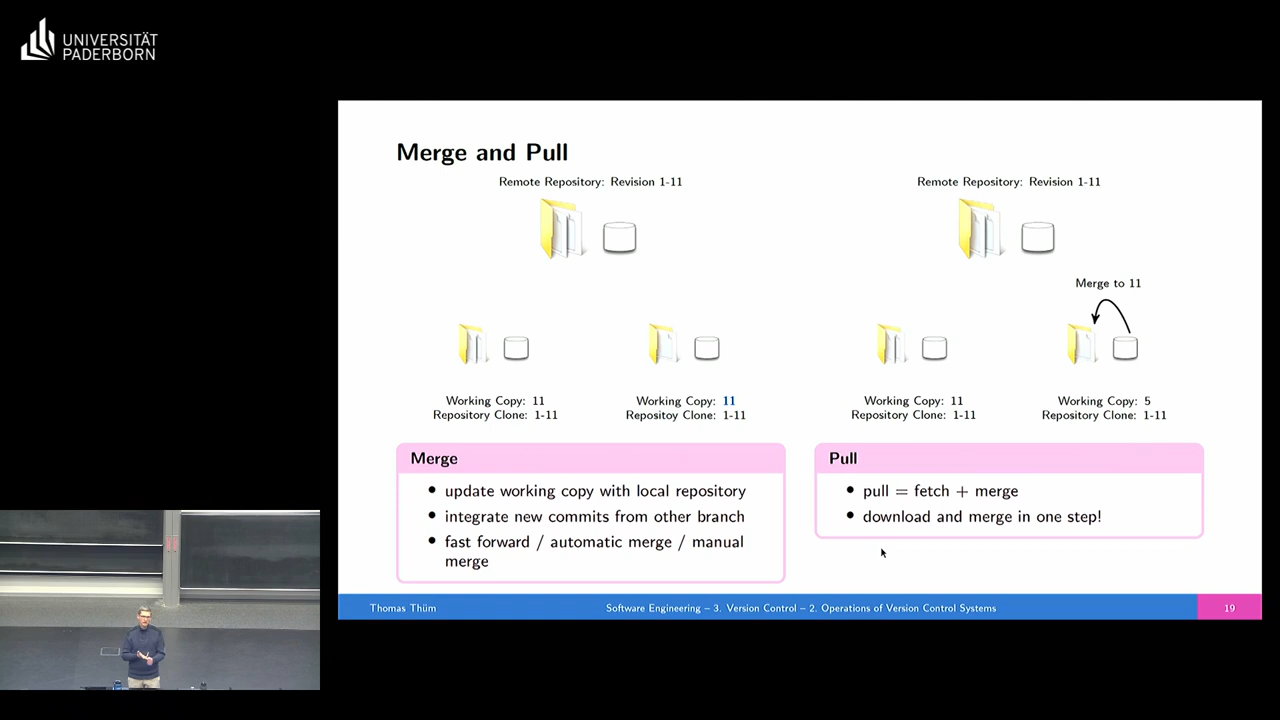 UNIVERSITÄT
PADERBORN
Merge and Pull
Remote Repository: Revision 1-11
Working Copy: 11
Repository Clone: 1-11
Working Copy: 11
Repositoy Clone: 1-11
Merge
• update working copy with local repository
• integrate new commits from other branch
• fast forward / automatic merge / manual
merge
Remote Repository: Revision 1-11
Merge to 11
Working Copy: 11
Repository Clone: 1-11
Working Copy: 5
Repository Clone: 1-11
Pull
• pull = fetch + merge
• download and merge in one step!
Thomas Thüm
Software Engineering – 3. Version Control – 2. Operations of Version Control Systems
19